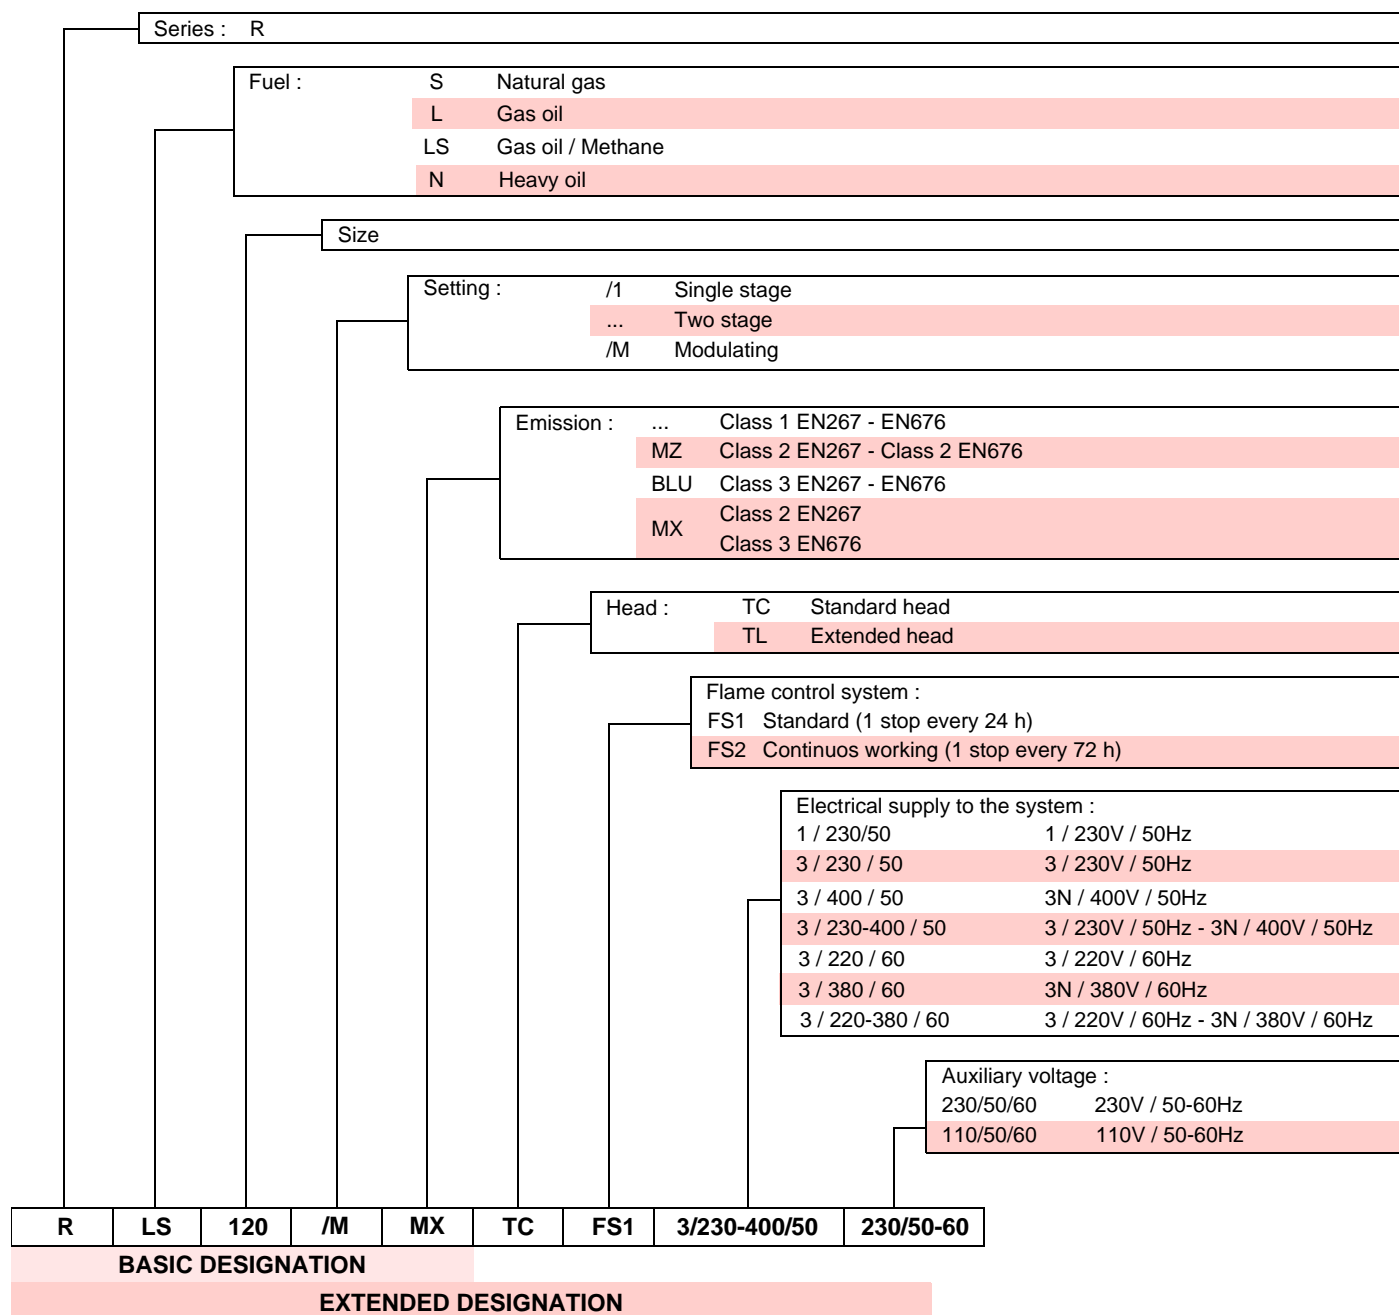 Series : R
Fuel : S Natural gas
L Gas oil
LS Gas oil / Methane
N Heavy oil
Size
Setting : /1 Single stage
... Two stage
/M Modulating
Emission : ... Class 1 EN267 - EN676
MZ Class 2 EN267 - Class 2 EN676
BLU Class 3 EN267 - EN676
MX Class 2 EN267
Class 3 EN676
Head : TC Standard head
TL Extended head
Flame control system :
FS1 Standard (1 stop every 24 h)
FS2 Continuos working (1 stop every 72 h)
Electrical supply to the system :
1 / 230/50 1 / 230V / 50Hz
3 / 230 / 50 3 / 230V / 50Hz
3 / 400 / 50 3N / 400V / 50Hz
3 / 230-400 / 50 3 / 230V / 50Hz - 3N / 400V / 50Hz
3 / 220 / 60 3 / 220V / 60Hz
3 / 380 / 60 3N / 380V / 60Hz
3 / 220-380 / 60 3 / 220V / 60Hz - 3N / 380V / 60Hz
Auxiliary voltage :
230/50/60 230V / 50-60Hz
110/50/60 110V / 50-60Hz
R LS 120 /M MX TC FS1 3/230-400/50 230/50-60
BASIC DESIGNATION
EXTENDED DESIGNATION